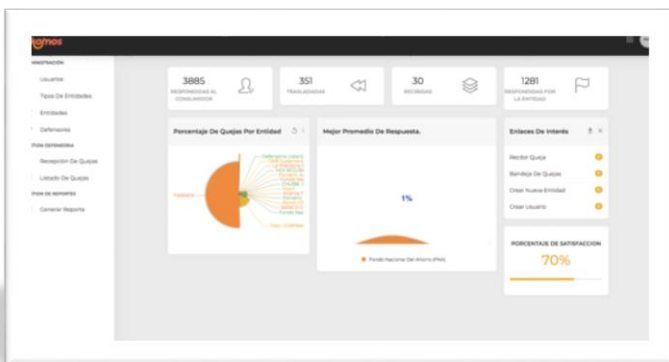 ADMINISTRACIÓN
Usuarios
Tipos De Entidades
Entidades
Defensores
Recepción De Quejas
Listado De Quejas
Generar Reporte
3885
RESPONDIDAS AL
CONSUMIDOR
351
TRASLADADAS
30
RECIBIDAS
1281
RESPONDIDAS POR
LA ENTIDAD
Porcentaje De Quejas Por Entidad
Mejor Promedio De Respuesta.
1%
Fondo Nacional Del Ahorro (FNA)
Enlaces De Interés
Recibir Queja
Bandeja De Quejas
Crear Nueva Entidad
Crear Usuario
PORCENTAJE DE SATISFACCION
70%